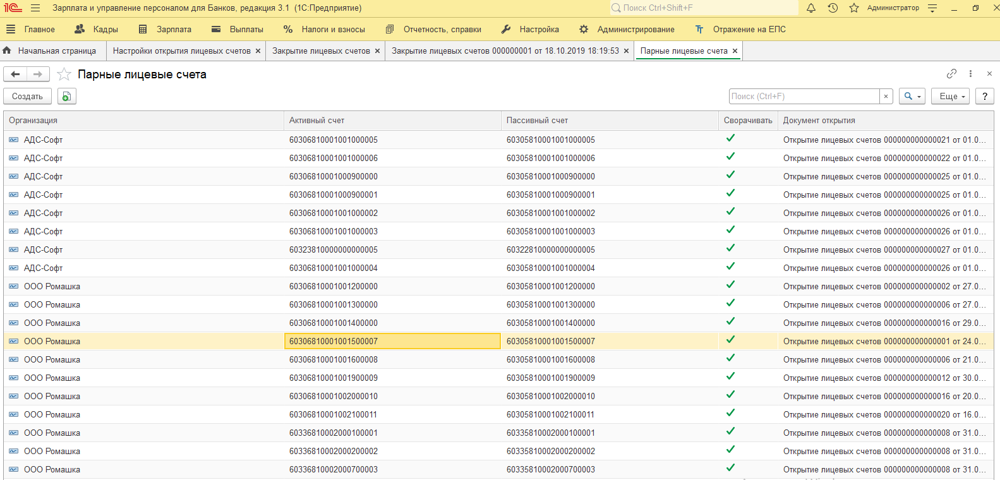 1С Зарплата и управление персоналом для Банков, редакция 3.1 (1С:Предприятие) Поиск Ctrl+Shift+F Администратор
Главное Кадры Зарплата Выплаты % Налоги и взносы Отчетность, справки Настройка Администрирование Тт Отражение на ЕПС
Начальная страница Настройки открытия лицевых счетов × Закрытие лицевых счетов × Закрытие лицевых счетов 000000001 от 18.10.2019 18:19:53 × Парные лицевые счета ×
Парные лицевые счета
Создать Поиск (Ctrl+F) × Еще ?
Организация Активный счет Пассивный счет Сворачивать Документ открытия
АДС-Софт 60306810001001000005 60305810001001000005 Открытие лицевых счетов 000000000000021 от 01.0...
АДС-Софт 60306810001001000006 60305810001001000006 Открытие лицевых счетов 000000000000022 от 01.0...
АДС-Софт 60306810001000900000 60305810001000900000 Открытие лицевых счетов 000000000000025 от 01.0...
АДС-Софт 60306810001000900001 60305810001000900001 Открытие лицевых счетов 000000000000025 от 01.0...
АДС-Софт 60306810001001000002 60305810001001000002 Открытие лицевых счетов 000000000000026 от 01.0...
АДС-Софт 60306810001001000003 60305810001001000003 Открытие лицевых счетов 000000000000026 от 01.0...
АДС-Софт 60323810000000000005 60322810000000000005 Открытие лицевых счетов 000000000000027 от 01.0...
АДС-Софт 60306810001001000004 60305810001001000004 Открытие лицевых счетов 000000000000026 от 01.0...
ООО Ромашка 60306810001001200000 60305810001001200000 Открытие лицевых счетов 000000000000002 от 27.0...
ООО Ромашка 60306810001001300000 60305810001001300000 Открытие лицевых счетов 000000000000006 от 27.0...
ООО Ромашка 60306810001001400000 60305810001001400000 Открытие лицевых счетов 000000000000016 от 29.0...
ООО Ромашка 60306810001001500007 60305810001001500007 Открытие лицевых счетов 000000000000001 от 24.0...
ООО Ромашка 60306810001001600008 60305810001001600008 Открытие лицевых счетов 000000000000006 от 21.0...
ООО Ромашка 60306810001001900009 60305810001001900009 Открытие лицевых счетов 000000000000012 от 30.0...
ООО Ромашка 60306810001002000010 60305810001002000010 Открытие лицевых счетов 000000000000016 от 20.0...
ООО Ромашка 60306810001002100011 60305810001002100011 Открытие лицевых счетов 000000000000020 от 16.0...
ООО Ромашка 60336810002000100001 60335810002000100001 Открытие лицевых счетов 000000000000008 от 31.0...
ООО Ромашка 60336810002000200002 60335810002000200002 Открытие лицевых счетов 000000000000008 от 31.0...
ООО Ромашка 60336810002000700003 60335810002000700003 Открытие лицевых счетов 000000000000008 от 31.0...